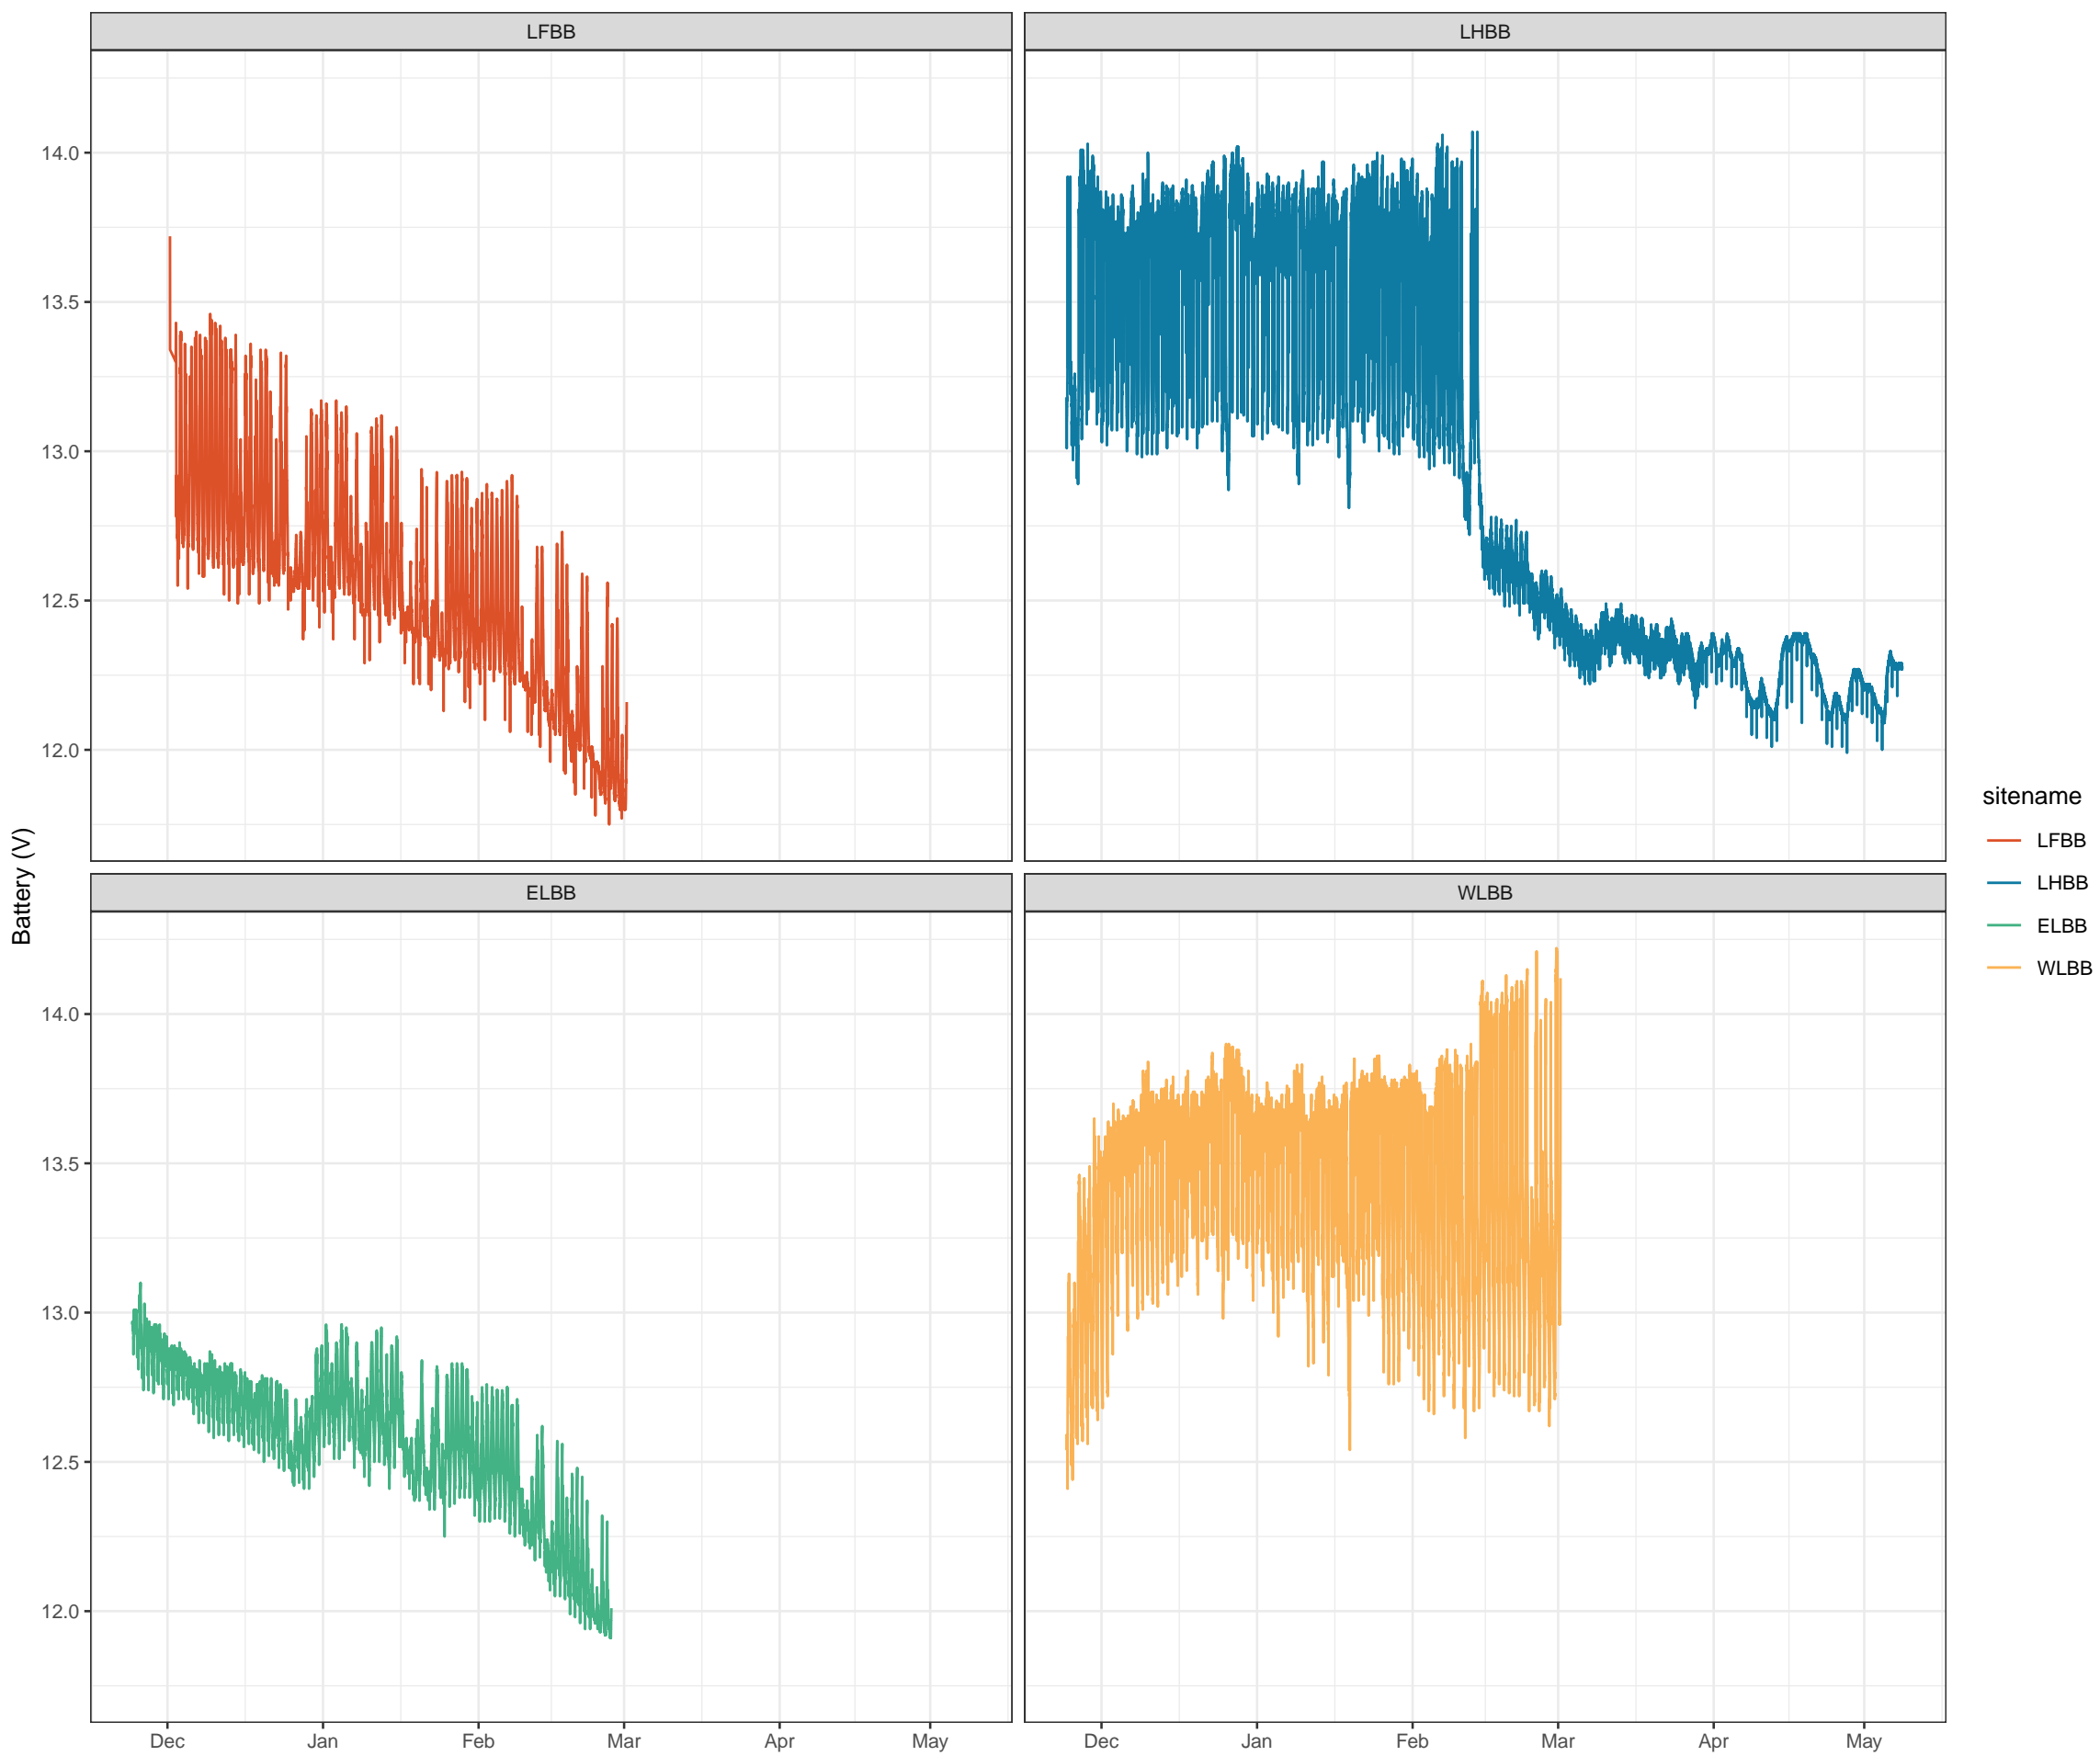 LFBB
LHBB
14.0
13.5
13.0
12.5
12.0
Battery (V)
ELBB
WLBB
14.0
13.5
13.0
12.5
12.0
Dec Jan Feb Mar Apr May
Dec Jan Feb Mar Apr May
sitename
LFBB
LHBB
ELBB
WLBB